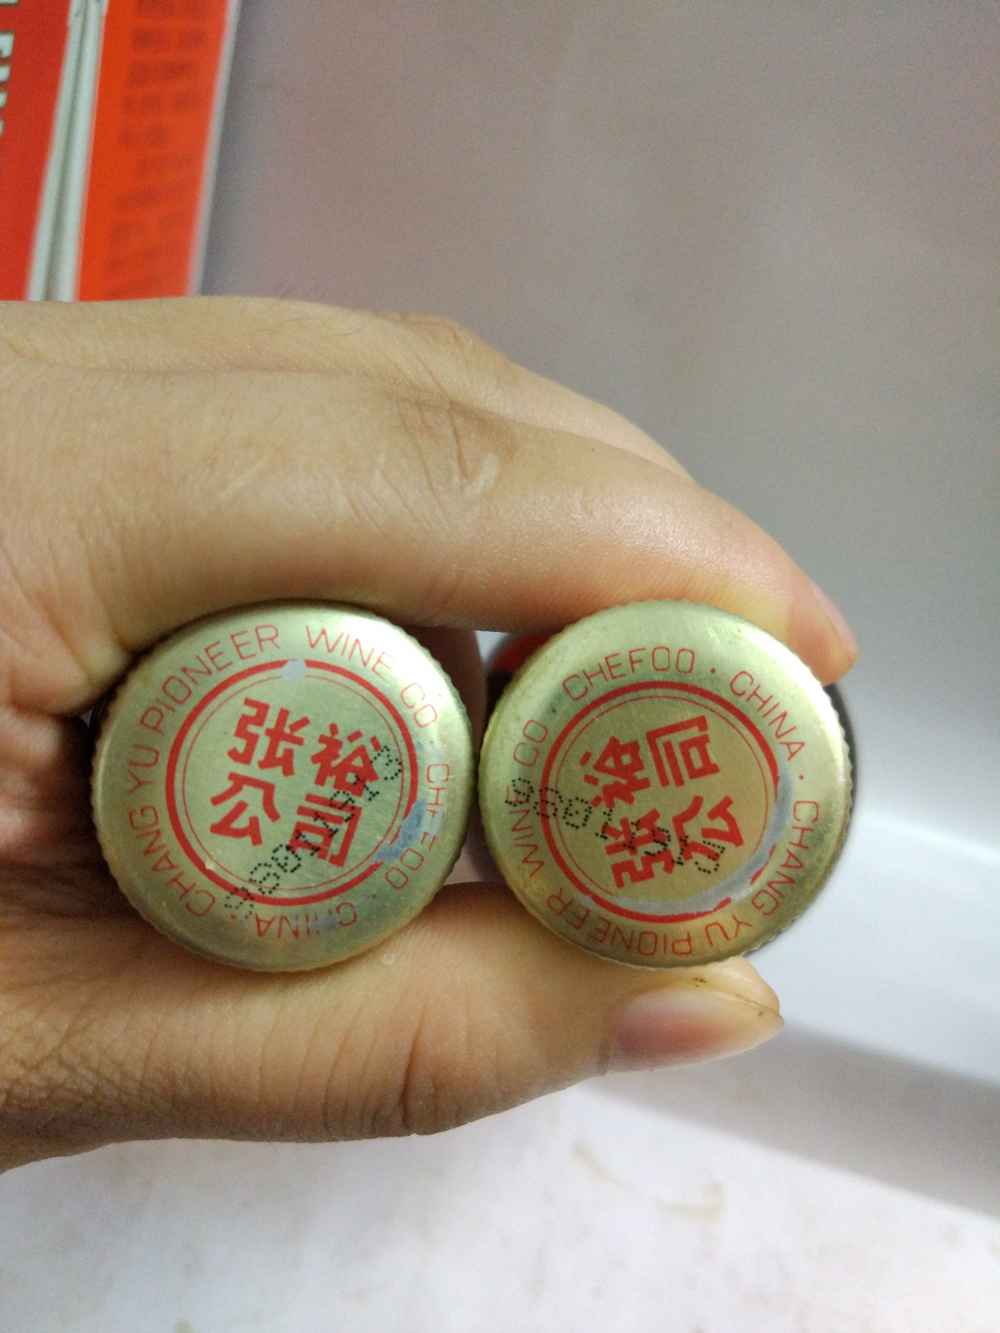 CHANG YU PIONEER WINE CO CHEFOO · CHINA ·
张裕
公司
CHANG YU PIONEER WINE CO CHEFOO · CHINA ·
张裕
公司